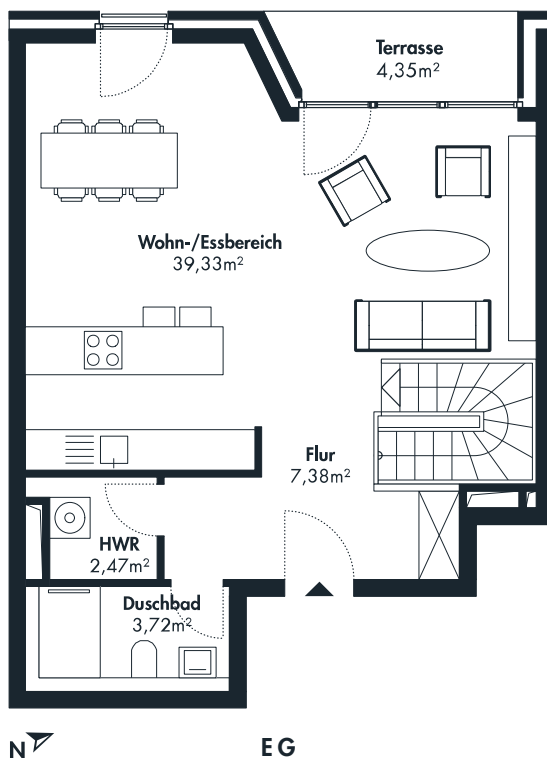 Terrasse
4,35m²
Wohn-/Essbereich
39,33m²
Flur
7,38m²
HWR
2,47m²
Duschbad
3,72m²
N
EG